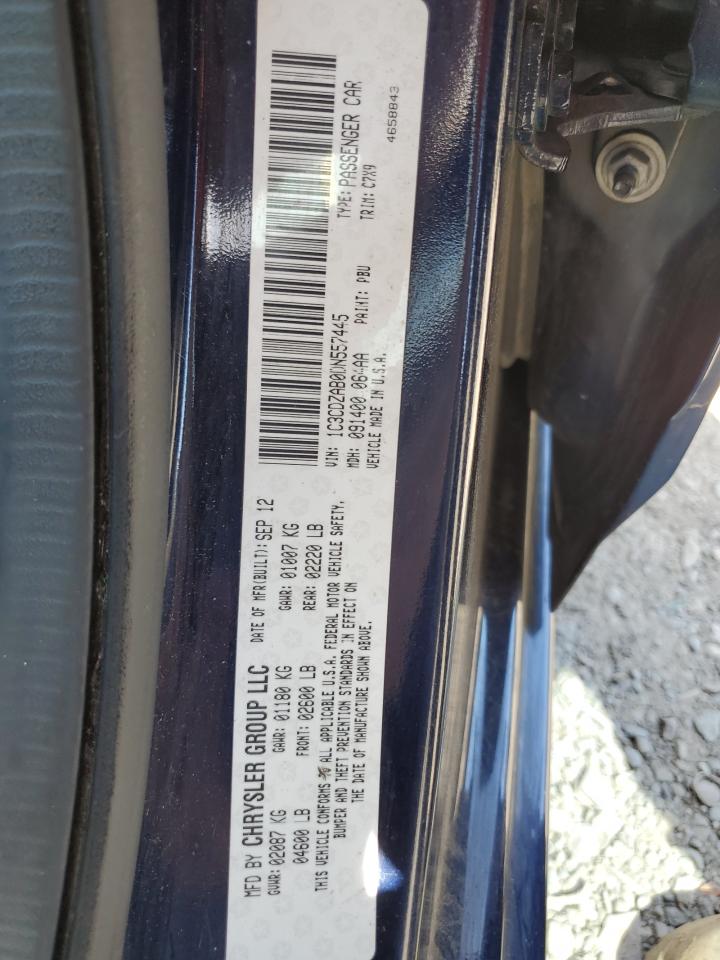 MFD BY CHRYSLER GROUP LLC DATE OF MFR(BUILT): SEP 12
GVWR: 02087 KG GAWR: 01180 KG GAWR: 01007 KG
04600 LB FRONT: 02600 LB REAR: 02220 LB
THIS VEHICLE CONFORMS TO ALL APPLICABLE U.S.A. FEDERAL MOTOR VEHICLE SAFETY,
BUMPER AND THEFT PREVENTION STANDARDS IN EFFECT ON
THE DATE OF MANUFACTURE SHOWN ABOVE.
VIN: 1C3CDZAB0DN557445 TYPE: PASSENGER CAR
MDH: 091400 PAINT: PBU TRIM: C7X9
VEHICLE MADE IN U.S.A.
4658843